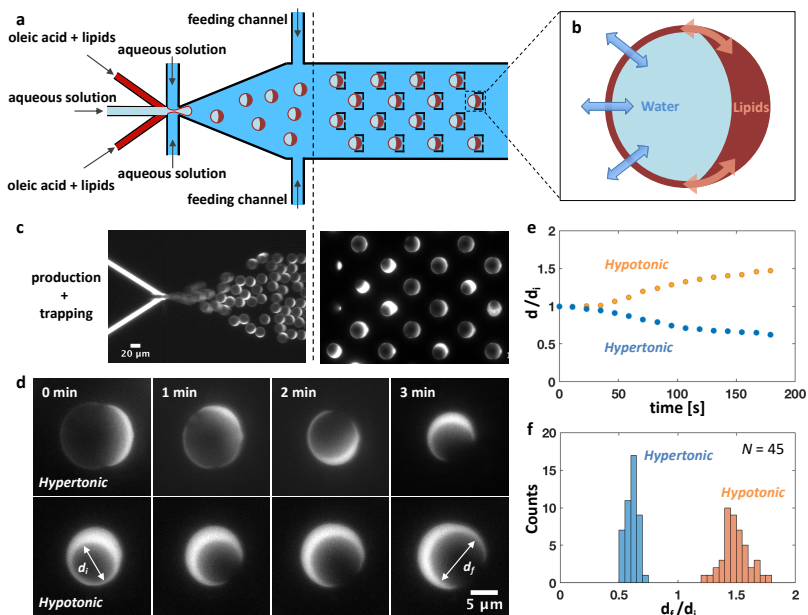 a
feeding channel
oleic acid + lipids
aqueous solution
aqueous solution
aqueous solution
oleic acid + lipids
feeding channel
b
Water
Lipids
c
production
+
trapping
20 µm
d
0 min
1 min
2 min
3 min
Hypertonic
d_i
d_f
Hypotonic
5 µm
e
d/d_i
2
1.5
1
0.5
0
Hypotonic
Hypertonic
0
50
100
150
200
time [s]
f
Counts
20
15
10
5
0
Hypertonic
N = 45
Hypotonic
0
0.5
1
1.5
2
d_f/d_i